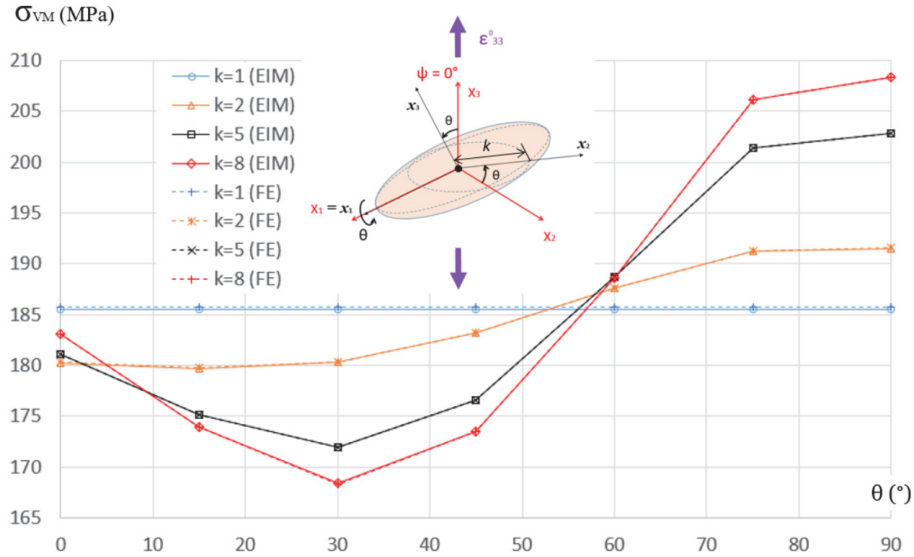 σVM (MPa)
210
205
200
195
190
185
180
175
170
165
k=1 (EIM)
k=2 (EIM)
k=5 (EIM)
k=8 (EIM)
k=1 (FE)
k=2 (FE)
k=5 (FE)
k=8 (FE)
ε⁰33
ψ = 0°
X3
x3
θ
k
x2
θ
X1 = x1
θ
X2
θ (°)
0 10 20 30 40 50 60 70 80 90